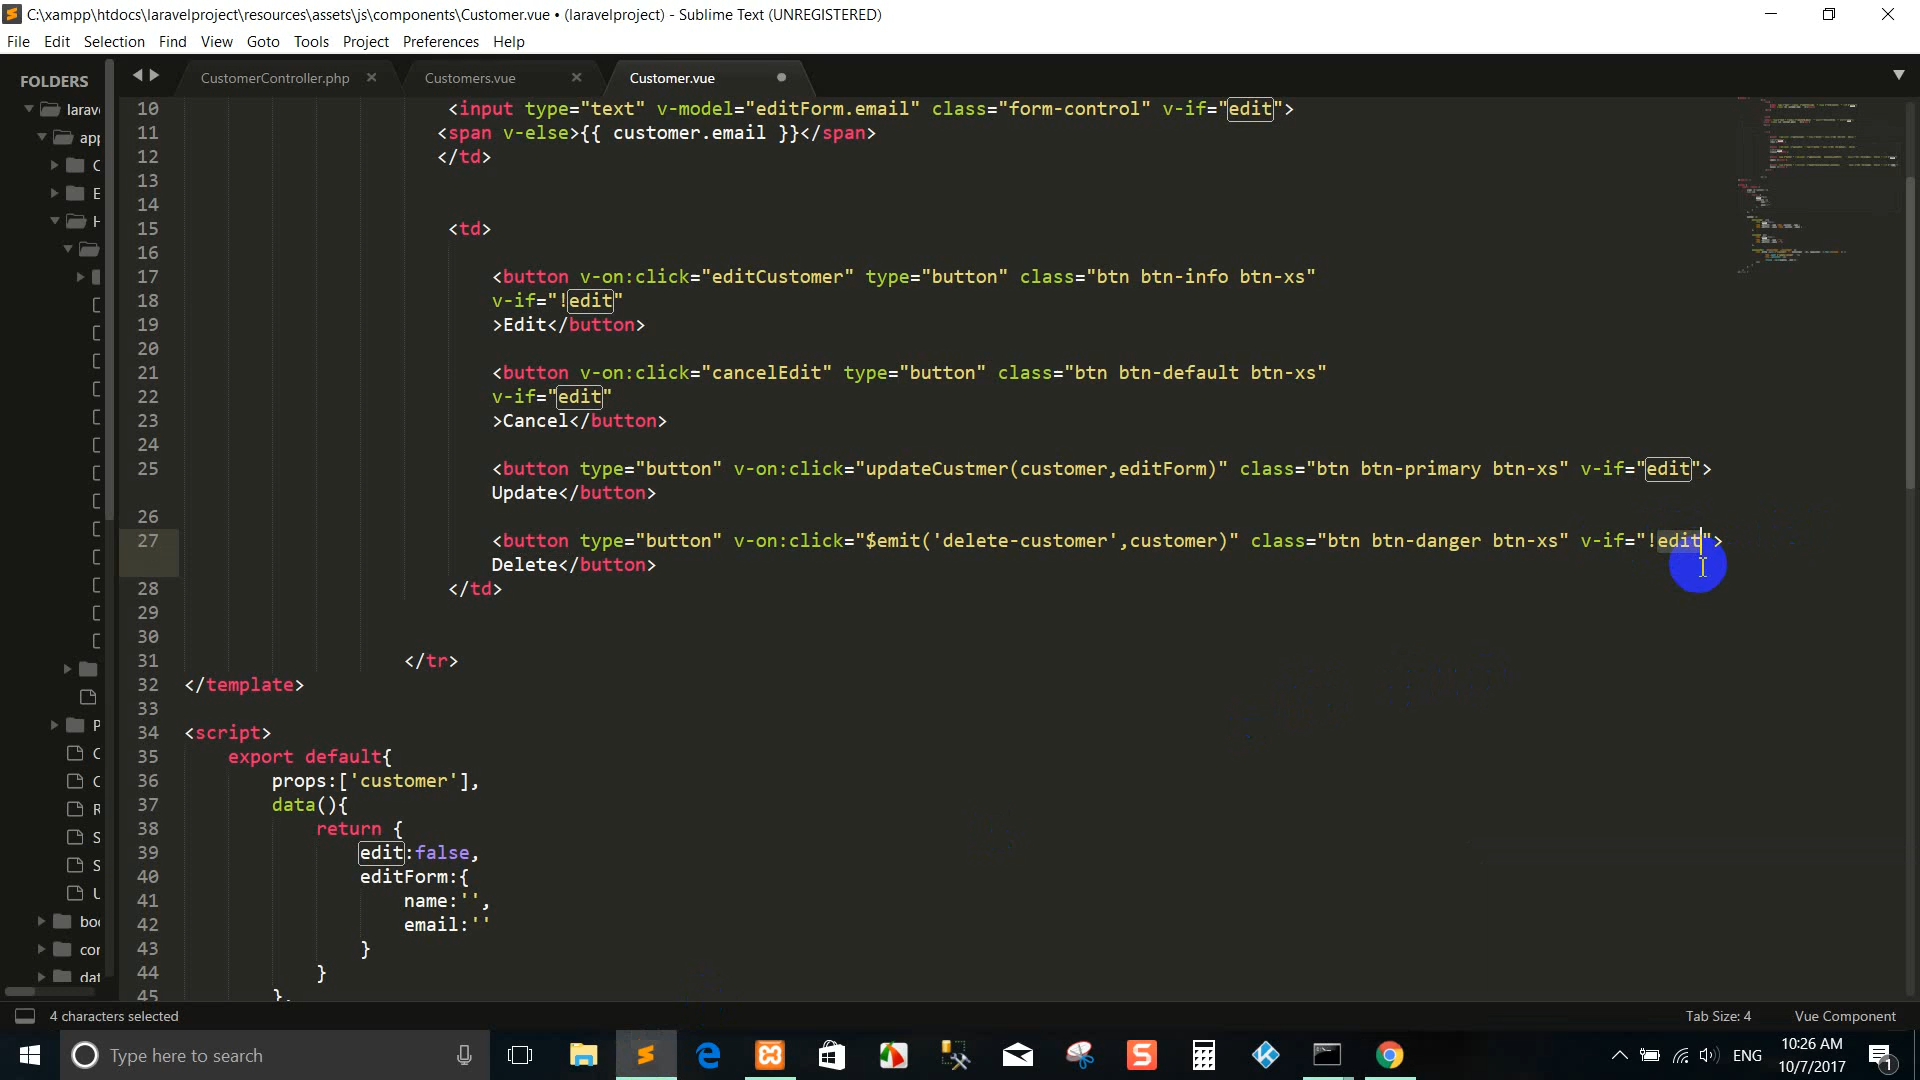 C:\xampp\htdocs\laravelproject\resources\assets\js\components\Customer.vue • (laravelproject) - Sublime Text (UNREGISTERED)
File Edit Selection Find View Goto Tools Project Preferences Help
FOLDERS
CustomerController.php × Customers.vue × Customer.vue
10 <input type="text" v-model="editForm.email" class="form-control" v-if="edit">
11 <span v-else>{{ customer.email }}</span>
12 </td>
13
14
15 <td>
16
17 <button v-on:click="editCustomer" type="button" class="btn btn-info btn-xs"
18 v-if="!edit"
19 >Edit</button>
20
21 <button v-on:click="cancelEdit" type="button" class="btn btn-default btn-xs"
22 v-if="edit"
23 >Cancel</button>
24
25 <button type="button" v-on:click="updateCustmer(customer,editForm)" class="btn btn-primary btn-xs" v-if="edit">
Update</button>
26
27 <button type="button" v-on:click="$emit('delete-customer',customer)" class="btn btn-danger btn-xs" v-if="!edit">
Delete</button>
28 </td>
29
30
31 </tr>
32 </template>
33
34 <script>
35 export default{
36 props:['customer'],
37 data(){
38 return {
39 edit:false,
40 editForm:{
41 name:'',
42 email:''
43 }
44 }
45 },
larav
app
C
E
H
P
C
C
R
S
S
U
boo
con
dat
4 characters selected
Tab Size: 4
Vue Component
Type here to search
ENG
10:26 AM
10/7/2017
1